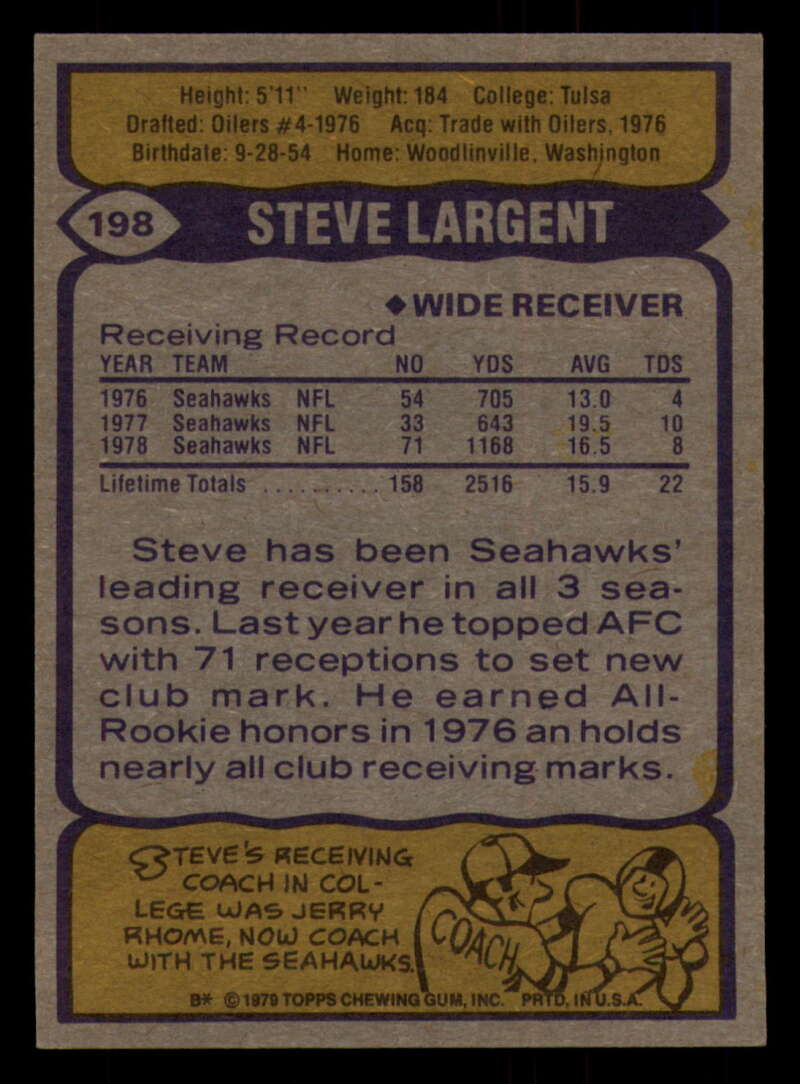 Height: 5'11" Weight: 184 College: Tulsa
Drafted: Oilers #4-1976 Acq: Trade with Oilers, 1976
Birthdate: 9-28-54 Home: Woodlinville, Washington
198 STEVE LARGENT
◆WIDE RECEIVER
Receiving Record
YEAR TEAM NO YDS AVG TDS
1976 Seahawks NFL 54 705 13.0 4
1977 Seahawks NFL 33 643 19.5 10
1978 Seahawks NFL 71 1168 16.5 8
Lifetime Totals .......... 158 2516 15.9 22
Steve has been Seahawks'
leading receiver in all 3 sea-
sons. Last year he topped AFC
with 71 receptions to set new
club mark. He earned All-
Rookie honors in 1976 an holds
nearly all club receiving marks.
STEVE'S RECEIVING
COACH IN COL-
LEGE WAS JERRY
RHOME, NOW COACH
WITH THE SEAHAWKS.
COACH
B* ©1979 TOPPS CHEWING GUM, INC. PRTD. IN U.S.A.